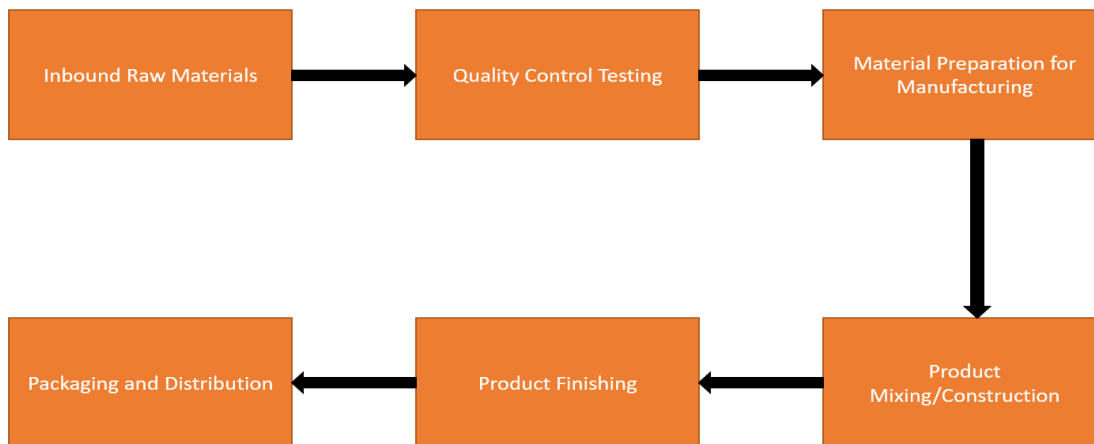 Inbound Raw Materials
Quality Control Testing
Material Preparation for
Manufacturing
Product
Mixing/Construction
Product Finishing
Packaging and Distribution